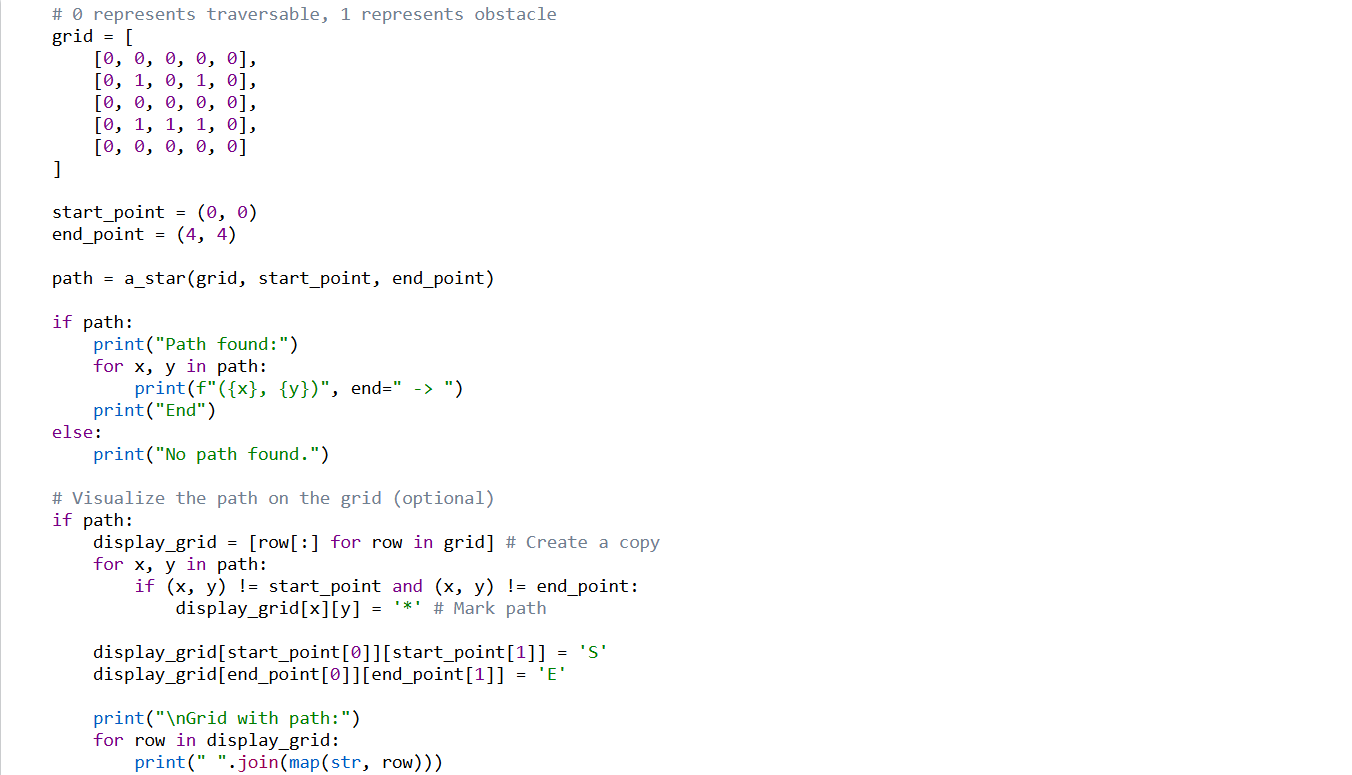 # 0 represents traversable, 1 represents obstacle
grid = [
    [0, 0, 0, 0, 0],
    [0, 1, 0, 1, 0],
    [0, 0, 0, 0, 0],
    [0, 1, 1, 1, 0],
    [0, 0, 0, 0, 0]
]

start_point = (0, 0)
end_point = (4, 4)

path = a_star(grid, start_point, end_point)

if path:
    print("Path found:")
    for x, y in path:
        print(f"({x}, {y})", end=" -> ")
    print("End")
else:
    print("No path found.")

# Visualize the path on the grid (optional)
if path:
    display_grid = [row[:] for row in grid] # Create a copy
    for x, y in path:
        if (x, y) != start_point and (x, y) != end_point:
            display_grid[x][y] = '*' # Mark path

    display_grid[start_point[0]][start_point[1]] = 'S'
    display_grid[end_point[0]][end_point[1]] = 'E'

    print("\nGrid with path:")
    for row in display_grid:
        print(" ".join(map(str, row)))